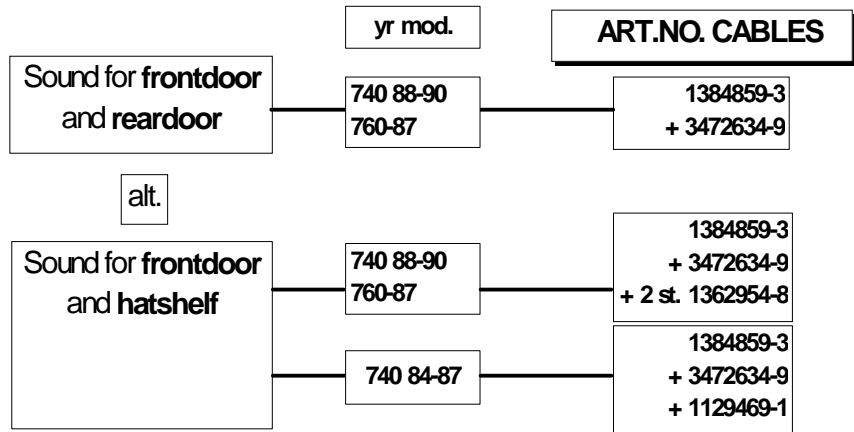 yr mod.
ART.NO. CABLES
Sound for frontdoor
and reardoor
740 88-90
760-87
1384859-3
+ 3472634-9
alt.
Sound for frontdoor
and hatshelf
740 88-90
760-87
1384859-3
+ 3472634-9
+ 2 st. 1362954-8
740 84-87
1384859-3
+ 3472634-9
+ 1129469-1